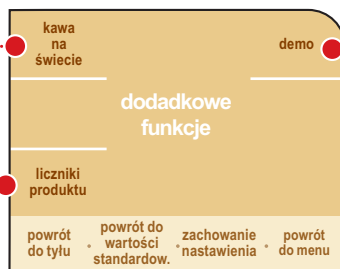 kawa
na
świecie
demo
dodadkowe
funkcje
liczniki
produktu
powrót
do tyłu
powrót do
wartości
standardow.
zachowanie
nastawienia
powrót
do menu